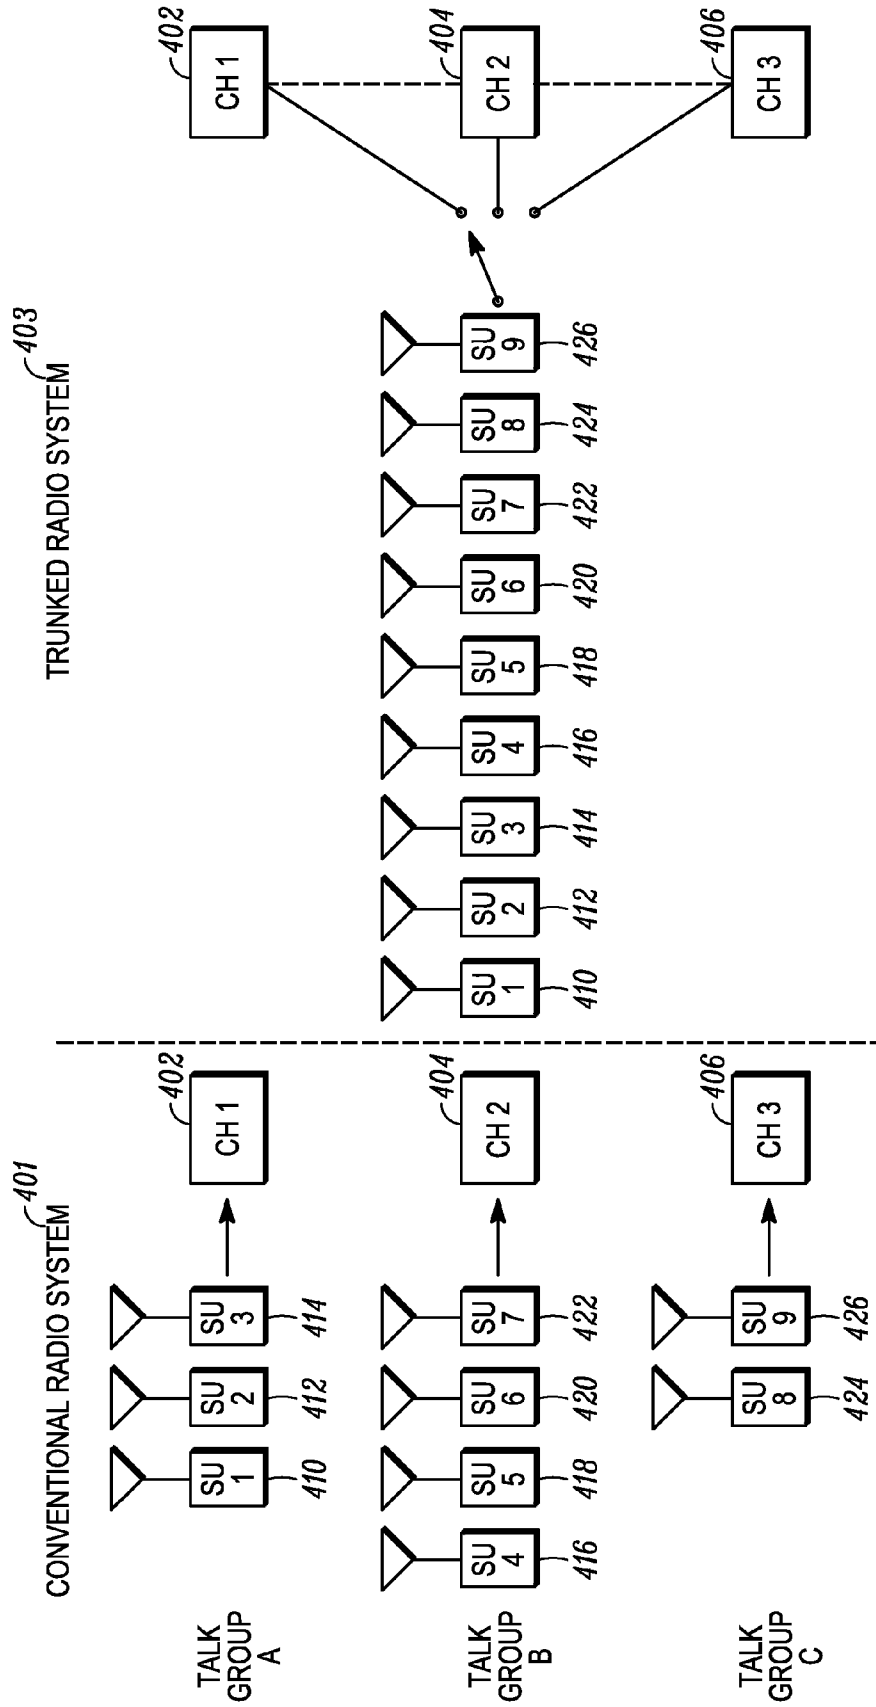 CONVENTIONAL RADIO SYSTEM
401
TALK
GROUP
A
SU
1
410
SU
2
412
SU
3
414
CH 1
402
TALK
GROUP
B
SU
4
416
SU
5
418
SU
6
420
SU
7
422
CH 2
404
TALK
GROUP
C
SU
8
424
SU
9
426
CH 3
406
TRUNKED RADIO SYSTEM
403
SU
1
410
SU
2
412
SU
3
414
SU
4
416
SU
5
418
SU
6
420
SU
7
422
SU
8
424
SU
9
426
CH 1
402
CH 2
404
CH 3
406